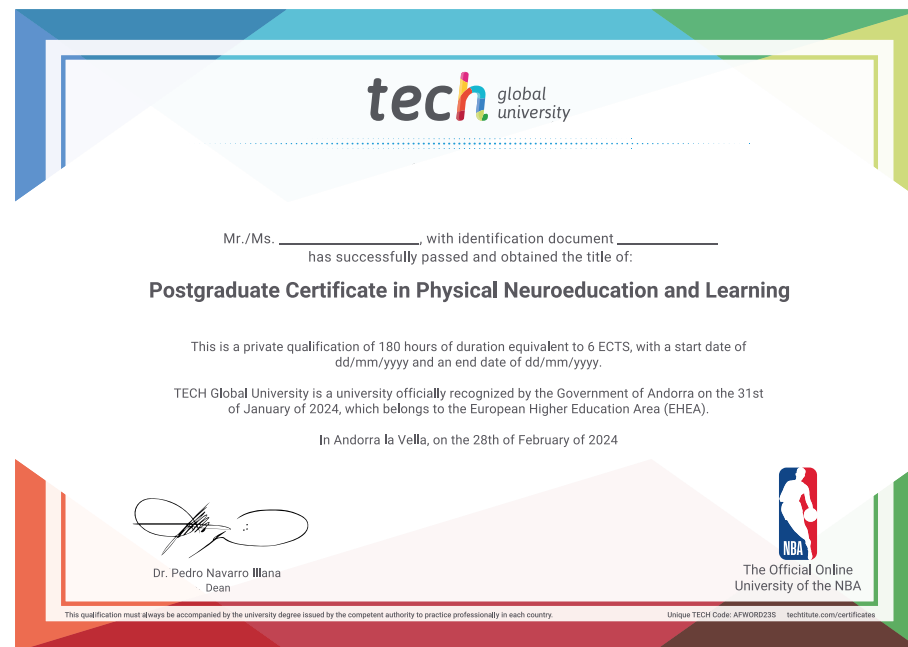 tech global university
Mr./Ms. ____________________, with identification document ______________
has successfully passed and obtained the title of:
Postgraduate Certificate in Physical Neuroeducation and Learning
This is a private qualification of 180 hours of duration equivalent to 6 ECTS, with a start date of
dd/mm/yyyy and an end date of dd/mm/yyyy.
TECH Global University is a university officially recognized by the Government of Andorra on the 31st
of January of 2024, which belongs to the European Higher Education Area (EHEA).
In Andorra la Vella, on the 28th of February of 2024
NBA
Dr. Pedro Navarro Illana
Dean
The Official Online
University of the NBA
This qualification must always be accompanied by the university degree issued by the competent authority to practice professionally in each country.
Unique TECH Code: AFWORD23S techtitute.com/certificates